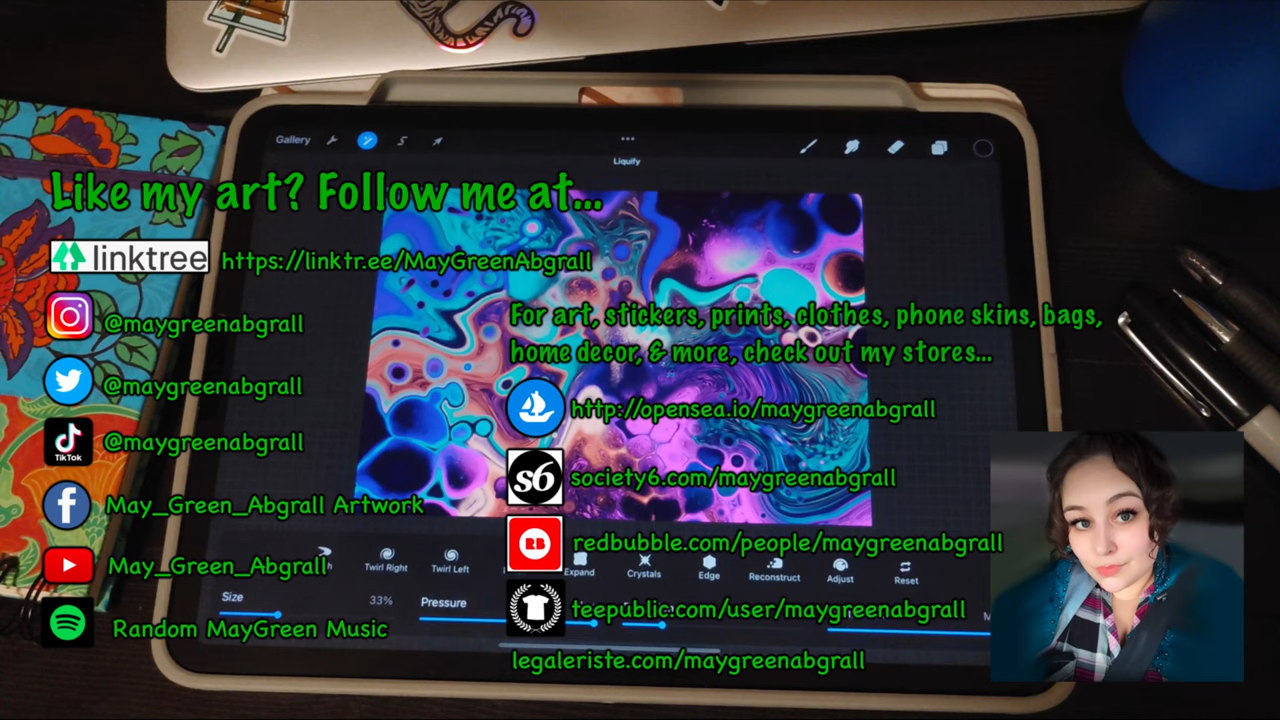 Gallery
Liquify
Like my art? Follow me at...
linktree https://linktr.ee/MayGreenAbgrall
@maygreenabgrall
@maygreenabgrall
TikTok @maygreenabgrall
May_Green_Abgrall Artwork
May_Green_Abgrall
Random MayGreen Music
For art, stickers, prints, clothes, phone skins, bags,
home decor, & more, check out my stores...
http://opensea.io/maygreenabgrall
s6 society6.com/maygreenabgrall
RB redbubble.com/people/maygreenabgrall
teepublic.com/user/maygreenabgrall
legaleriste.com/maygreenabgrall
Twirl Right Twirl Left Expand Crystals Edge Reconstruct Adjust Reset
Size 33% Pressure